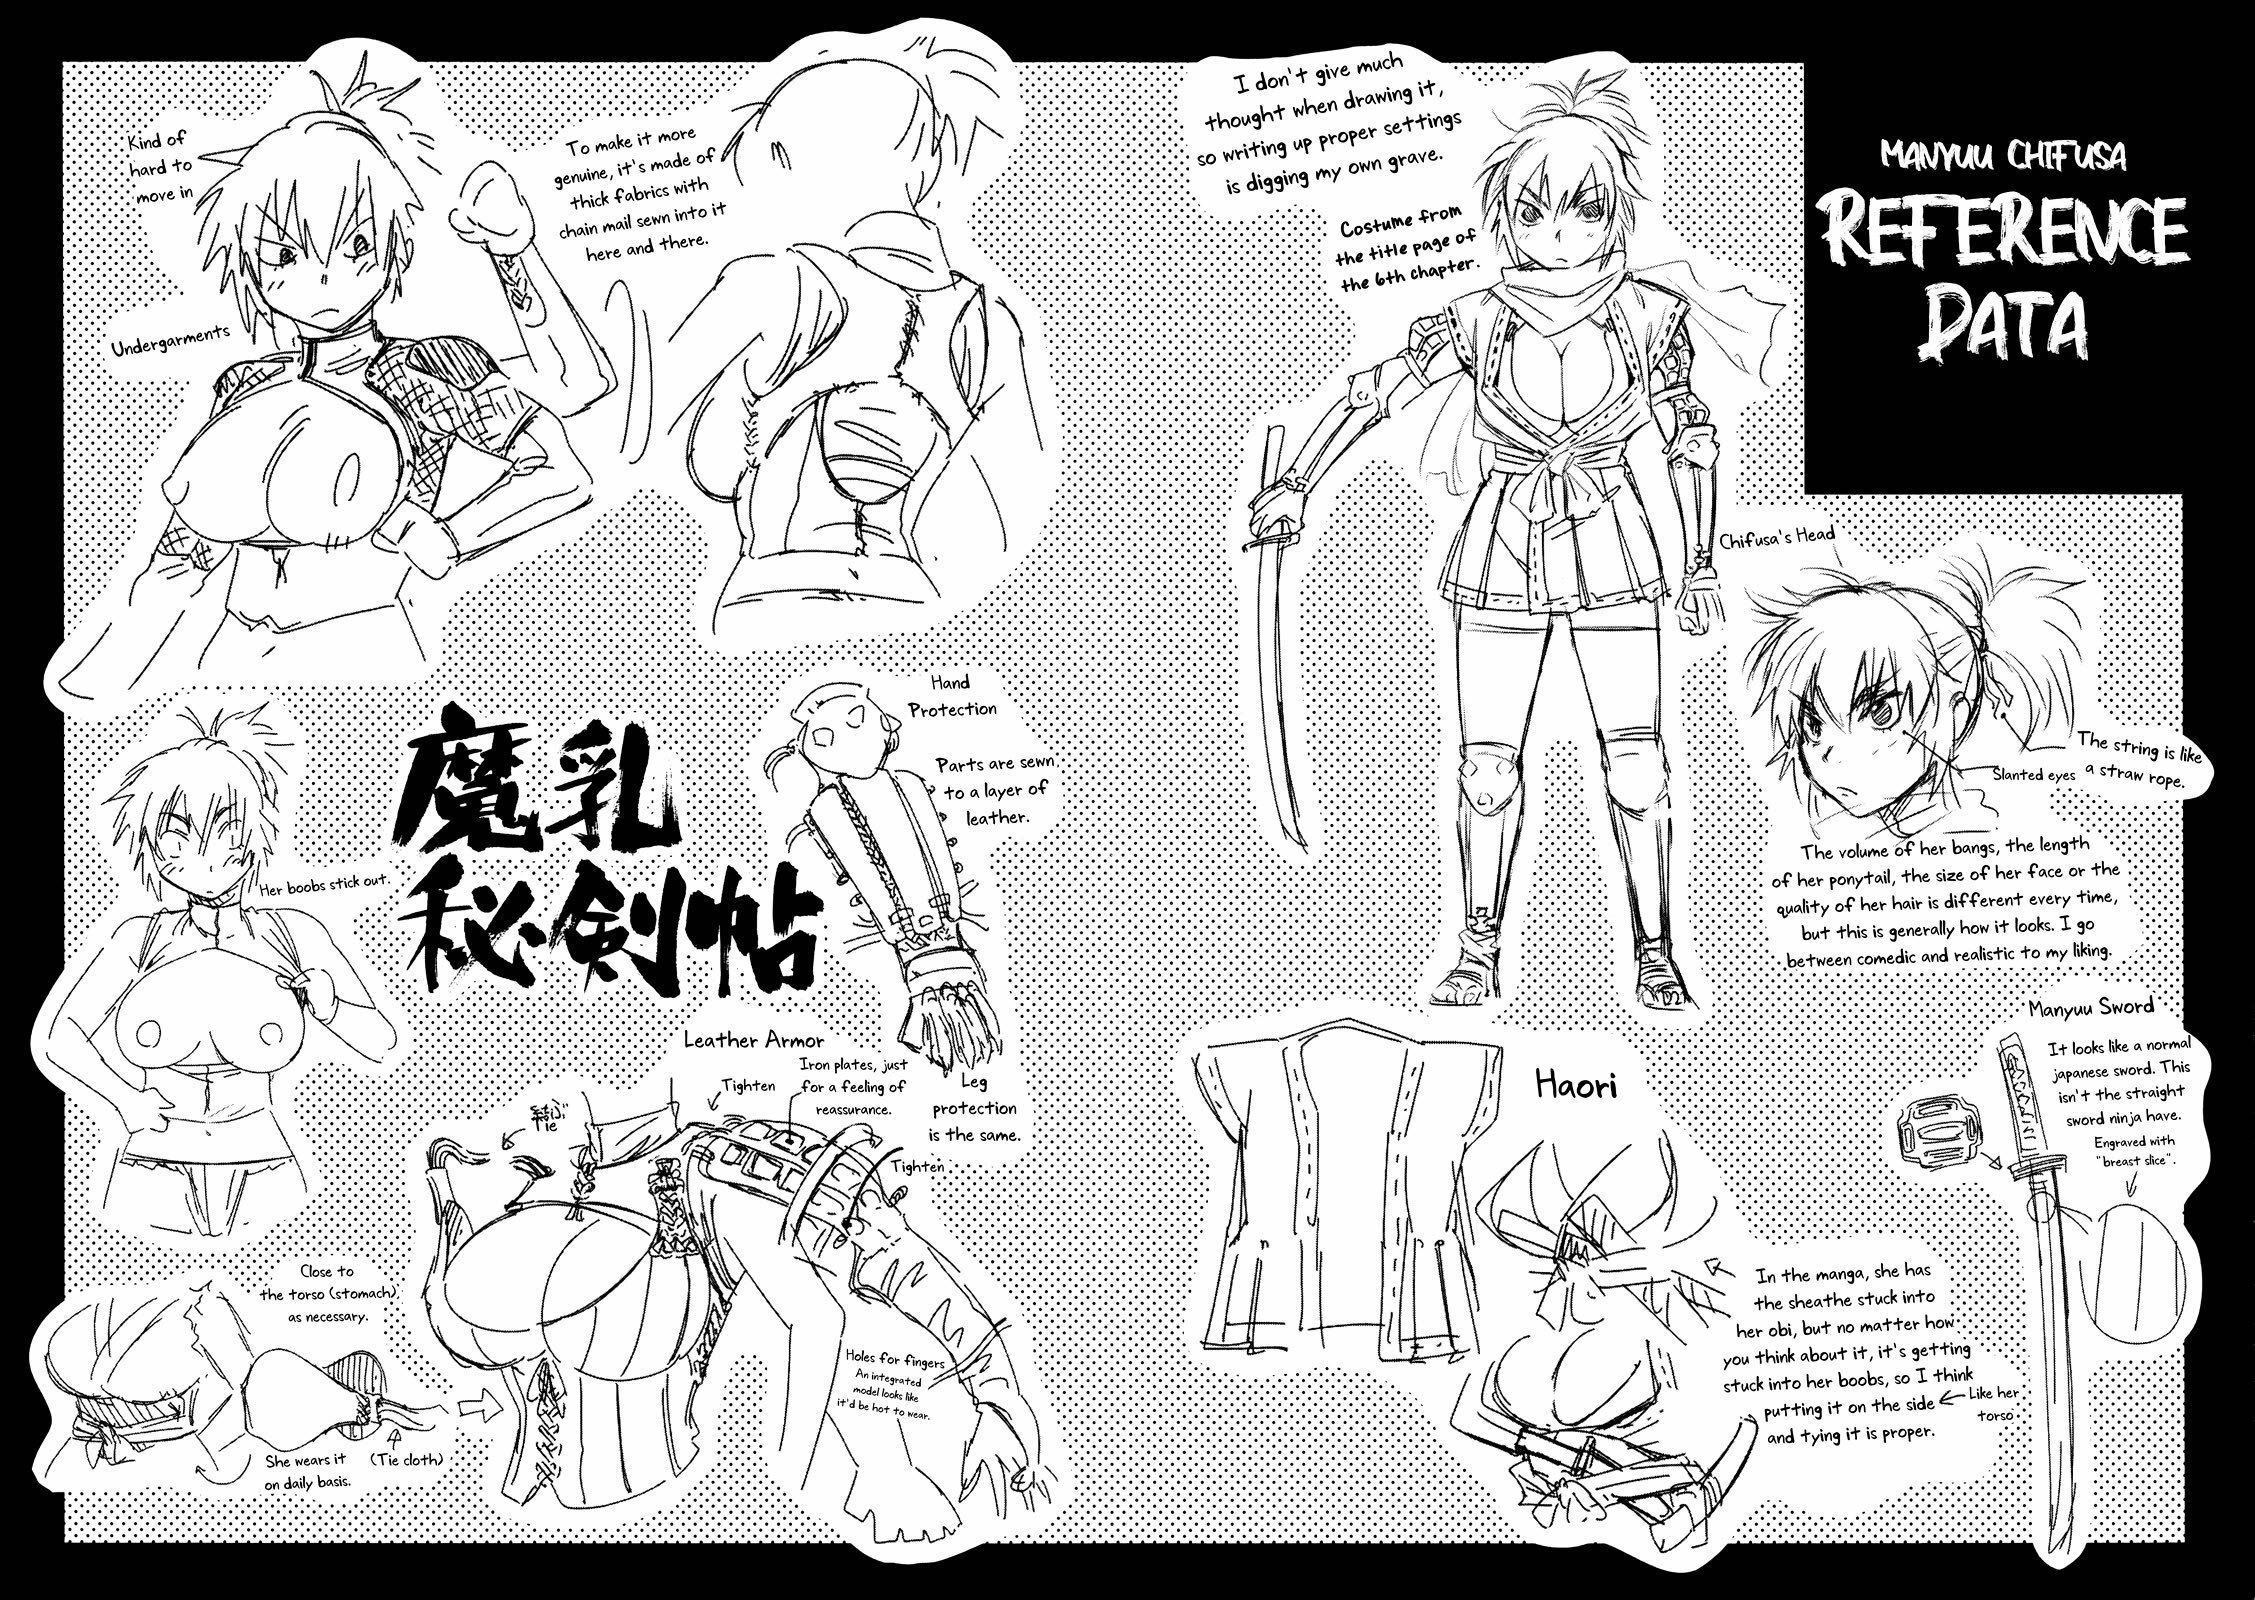 Kind of
hard to
move in
To make it more
genuine, it's made of
thick fabrics with
chain mail sewn into it
here and there.
Undergarments
I don't give much
thought when drawing it,
so writing up proper settings
is digging my own grave.
Costume from
the title page of
the 6th chapter.
MANYUU CHIFUSA
REFERENCE
DATA
Chifusa's Head
The string is like
a straw rope.
Slanted eyes
The volume of her bangs, the length
of her ponytail, the size of her face or the
quality of her hair is different every time,
but this is generally how it looks. I go
between comedic and realistic to my liking.
Hand
Protection
Parts are sewn
to a layer of
leather.
魔乳
秘剣帖
Her boobs stick out.
Leather Armor
Iron plates, just
for a feeling of
reassurance.
Tighten
Tie
Leg
protection
is the same.
Tighten
Close to
the torso (stomach)
as necessary.
She wears it
on daily basis.
(Tie cloth)
Holes for fingers
An integrated
model looks like
it'd be hot to wear.
Haori
Manyuu Sword
It looks like a normal
japanese sword. This
isn't the straight
sword ninja have.
Engraved with
"breast slice".
In the manga, she has
the sheathe stuck into
her obi, but no matter how
you think about it, it's getting
stuck into her boobs, so I think
putting it on the side
and tying it is proper.
Like her
torso